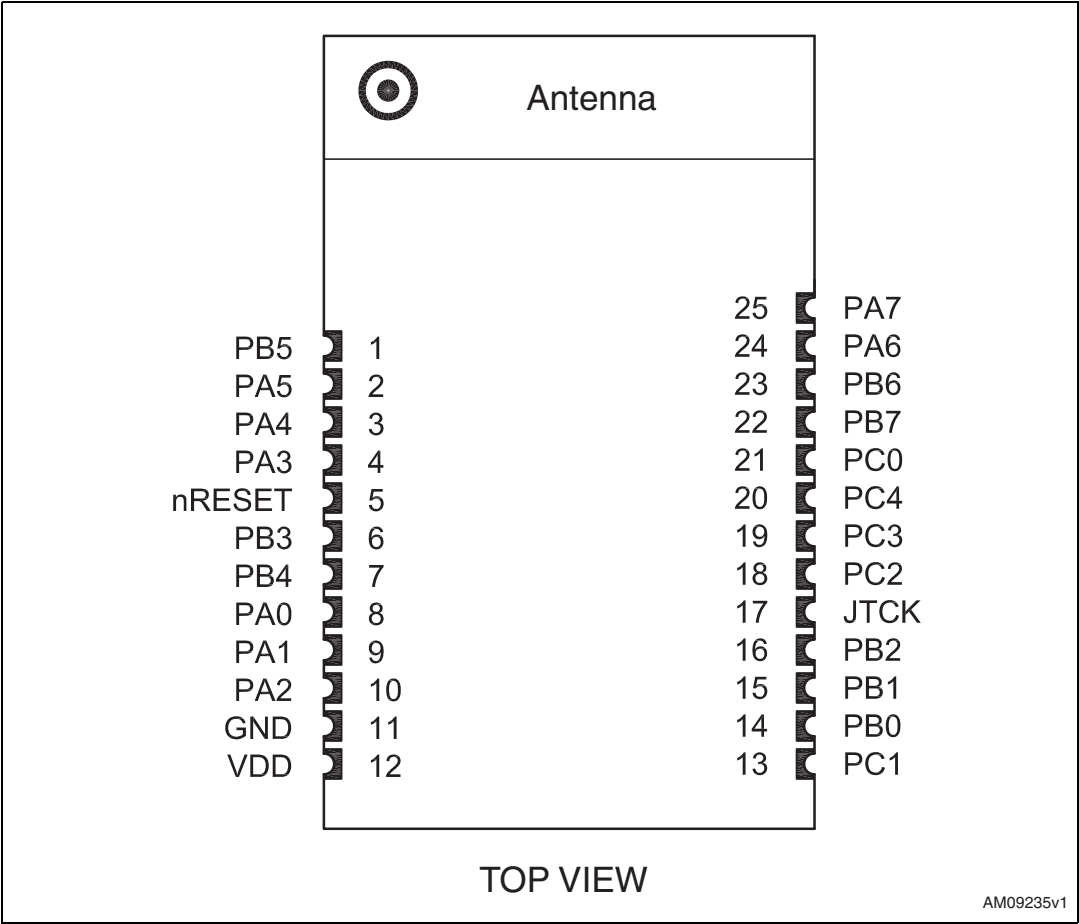 Antenna
25 PA7
PB5 1 24 PA6
PA5 2 23 PB6
PA4 3 22 PB7
PA3 4 21 PC0
nRESET 5 20 PC4
PB3 6 19 PC3
PB4 7 18 PC2
PA0 8 17 JTCK
PA1 9 16 PB2
PA2 10 15 PB1
GND 11 14 PB0
VDD 12 13 PC1
TOP VIEW
AM09235v1